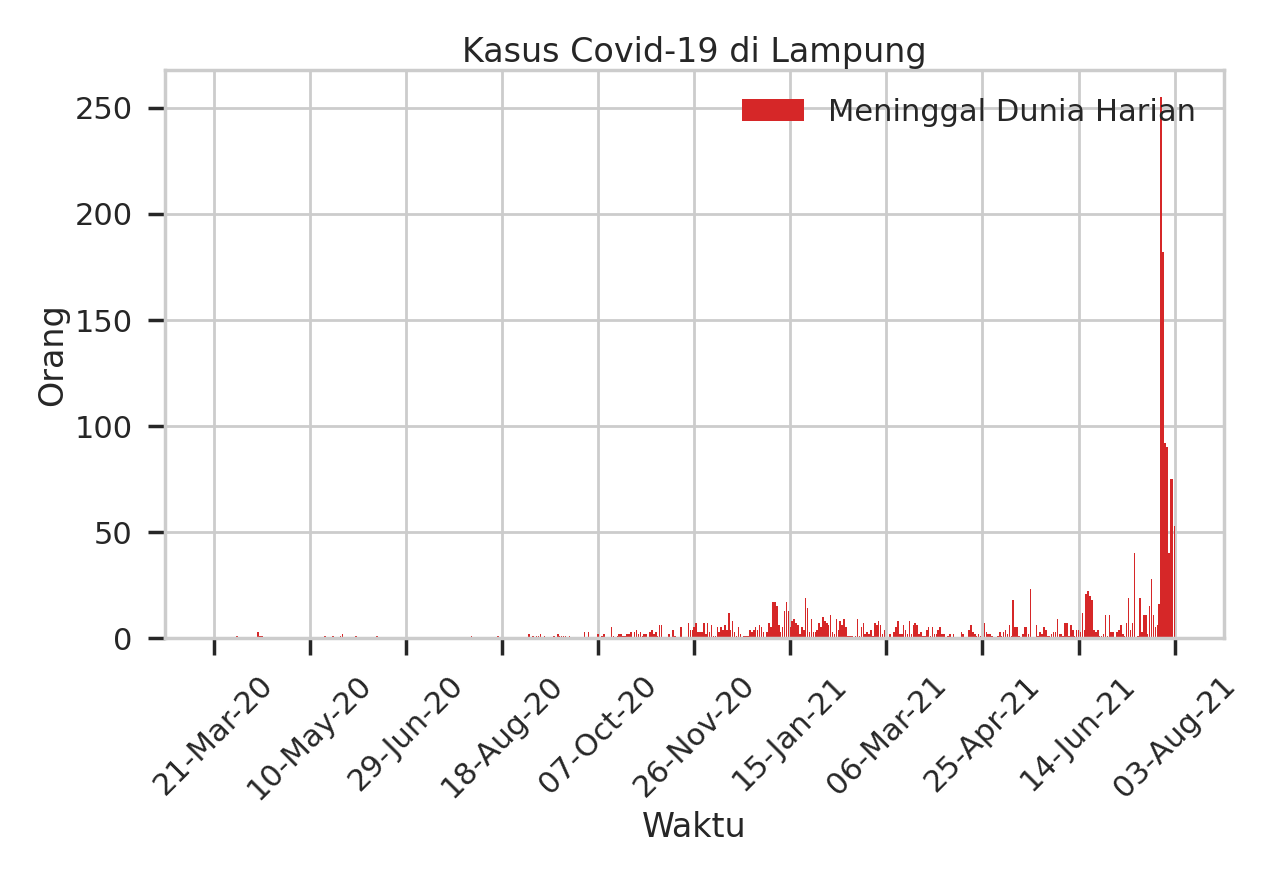 Kasus Covid-19 di Lampung
Meninggal Dunia Harian
250
200
150
100
50
0
Orang
21-Mar-20
10-May-20
29-Jun-20
18-Aug-20
07-Oct-20
26-Nov-20
15-Jan-21
06-Mar-21
25-Apr-21
14-Jun-21
03-Aug-21
Waktu